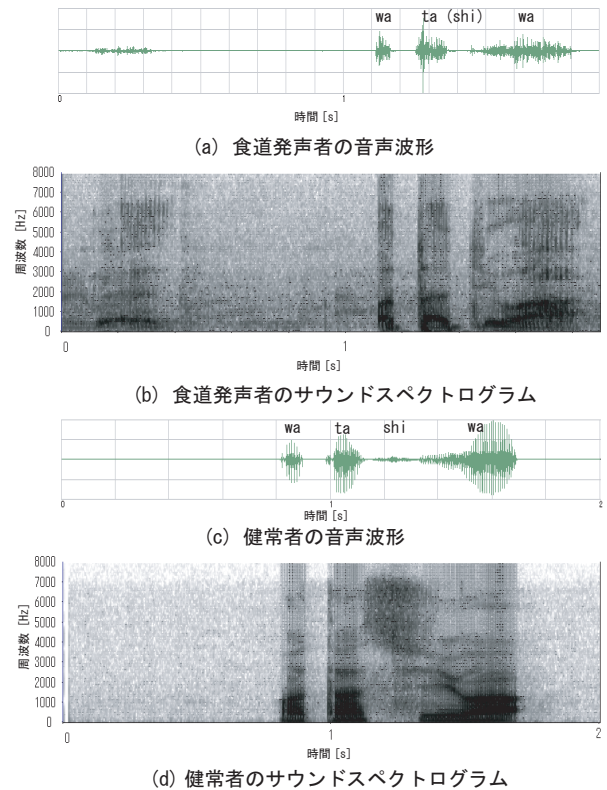 wa ta (shi) wa
0 1
時間 [s]
(a) 食道発声者の音声波形
8000
7000
6000
5000
4000
3000
2000
1000
0
周波数 [Hz]
0 1
時間 [s]
(b) 食道発声者のサウンドスペクトログラム
wa ta shi wa
0 1 2
時間 [s]
(c) 健常者の音声波形
8000
7000
6000
5000
4000
3000
2000
1000
0
周波数 [Hz]
0 1 2
時間 [s]
(d) 健常者のサウンドスペクトログラム